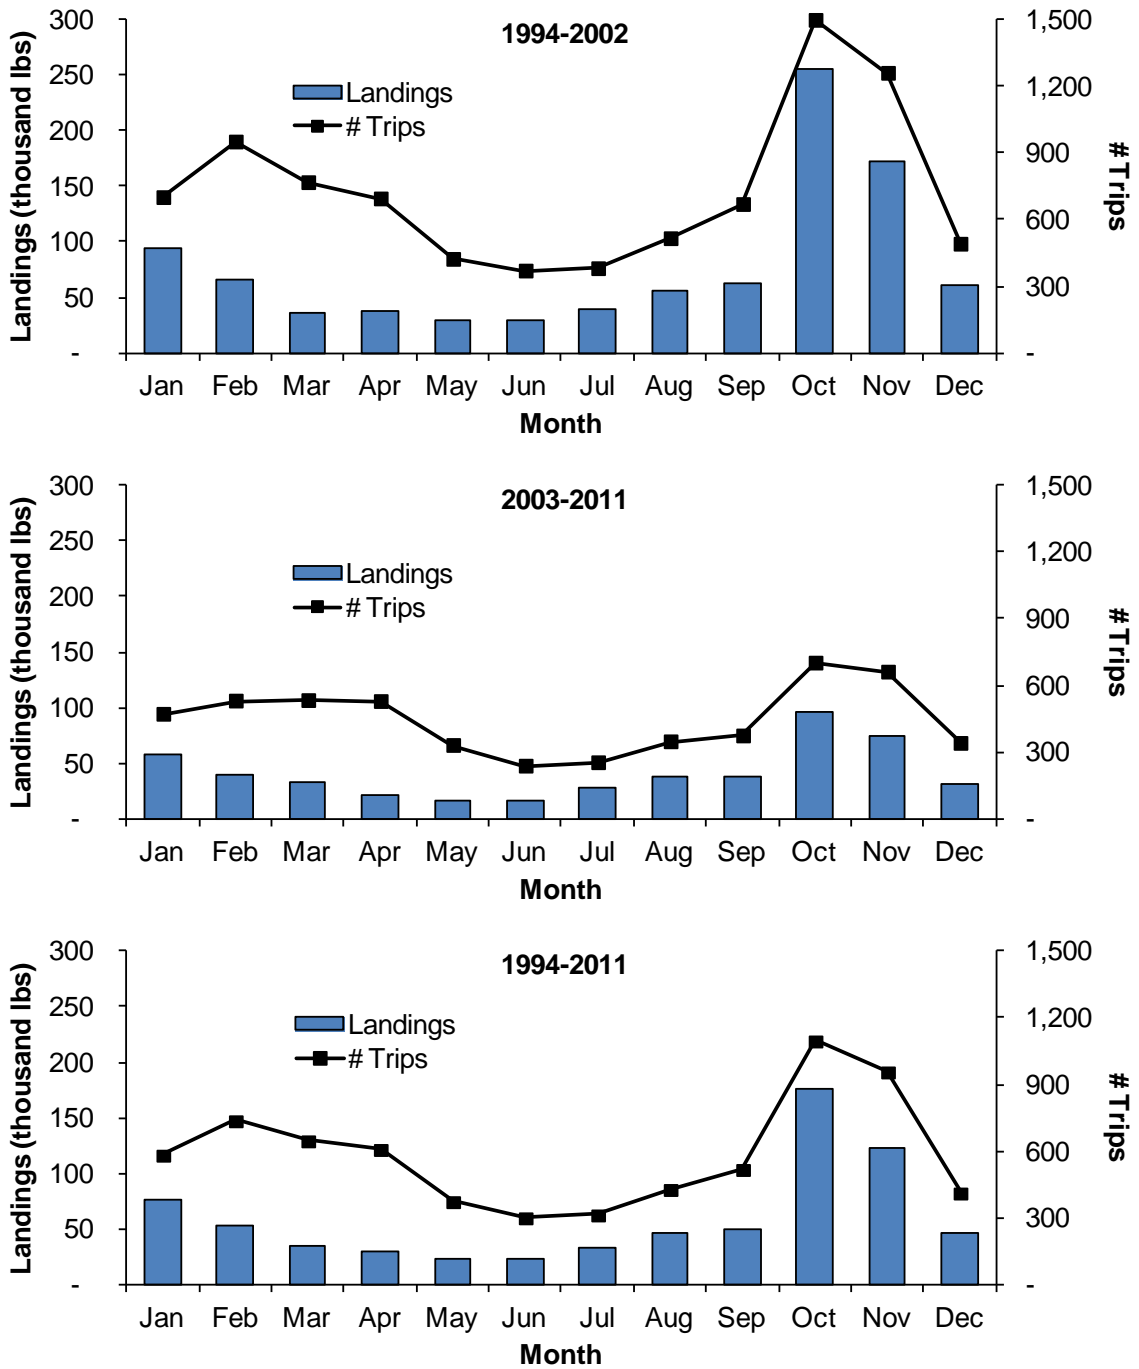 1994-2002
Landings (thousand lbs)
300
250
200
150
100
50
-
Landings
# Trips
1,500
1,200
900
600
300
-
# Trips
Jan Feb Mar Apr May Jun Jul Aug Sep Oct Nov Dec
Month
2003-2011
Landings (thousand lbs)
300
250
200
150
100
50
-
Landings
# Trips
1,500
1,200
900
600
300
-
# Trips
Jan Feb Mar Apr May Jun Jul Aug Sep Oct Nov Dec
Month
1994-2011
Landings (thousand lbs)
300
250
200
150
100
50
-
Landings
# Trips
1,500
1,200
900
600
300
-
# Trips
Jan Feb Mar Apr May Jun Jul Aug Sep Oct Nov Dec
Month